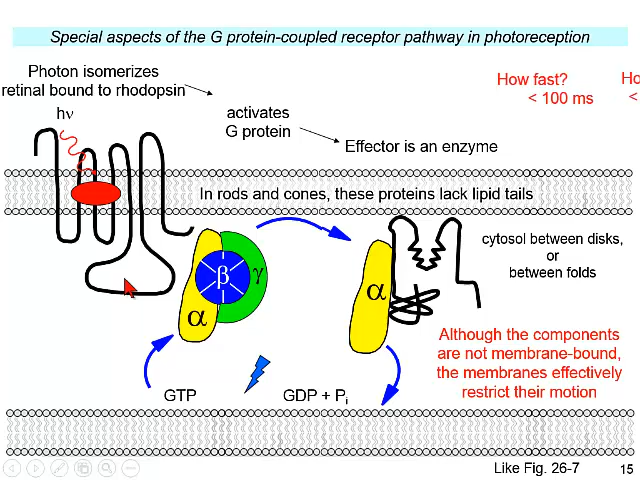 Special aspects of the G protein-coupled receptor pathway in photoreception
Photon isomerizes
retinal bound to rhodopsin
hν
activates
G protein
Effector is an enzyme
How fast?
< 100 ms
Ho
<
In rods and cones, these proteins lack lipid tails
cytosol between disks,
or
between folds
β
γ
α
α
Although the components
are not membrane-bound,
the membranes effectively
restrict their motion
GTP
GDP + Pi
Like Fig. 26-7
15